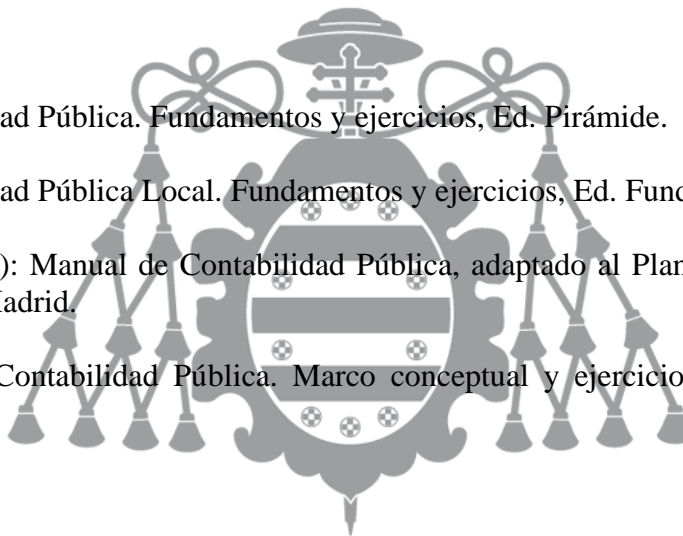 ad Pública. Fundamentos y ejercicios, Ed. Pirámide.
ad Pública Local. Fundamentos y ejercicios, Ed. Fund
): Manual de Contabilidad Pública, adaptado al Plan
Madrid.
Contabilidad Pública. Marco conceptual y ejercicio